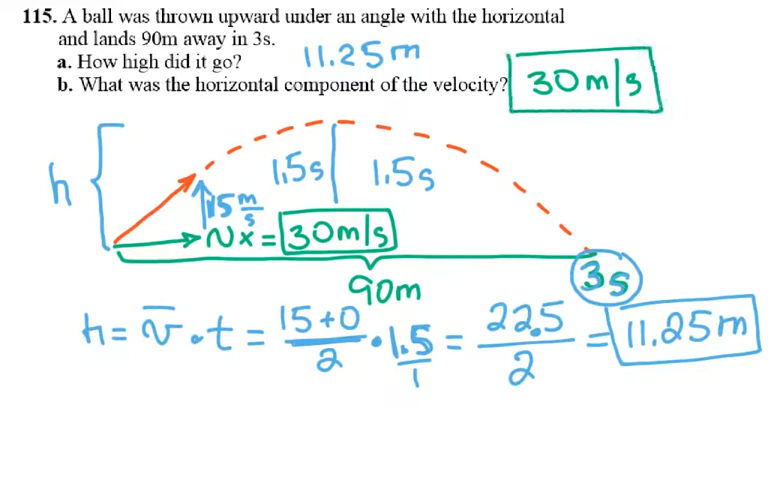 115. A ball was thrown upward under an angle with the horizontal
and lands 90m away in 3s.
a. How high did it go? 11.25m
b. What was the horizontal component of the velocity? 30m/s
h
1.5s 1.5s
15 m/s
Vx = 30m/s
3s
90m
h = v̄ · t = (15+0)/2 · 1.5/1 = 22.5/2 = 11.25m